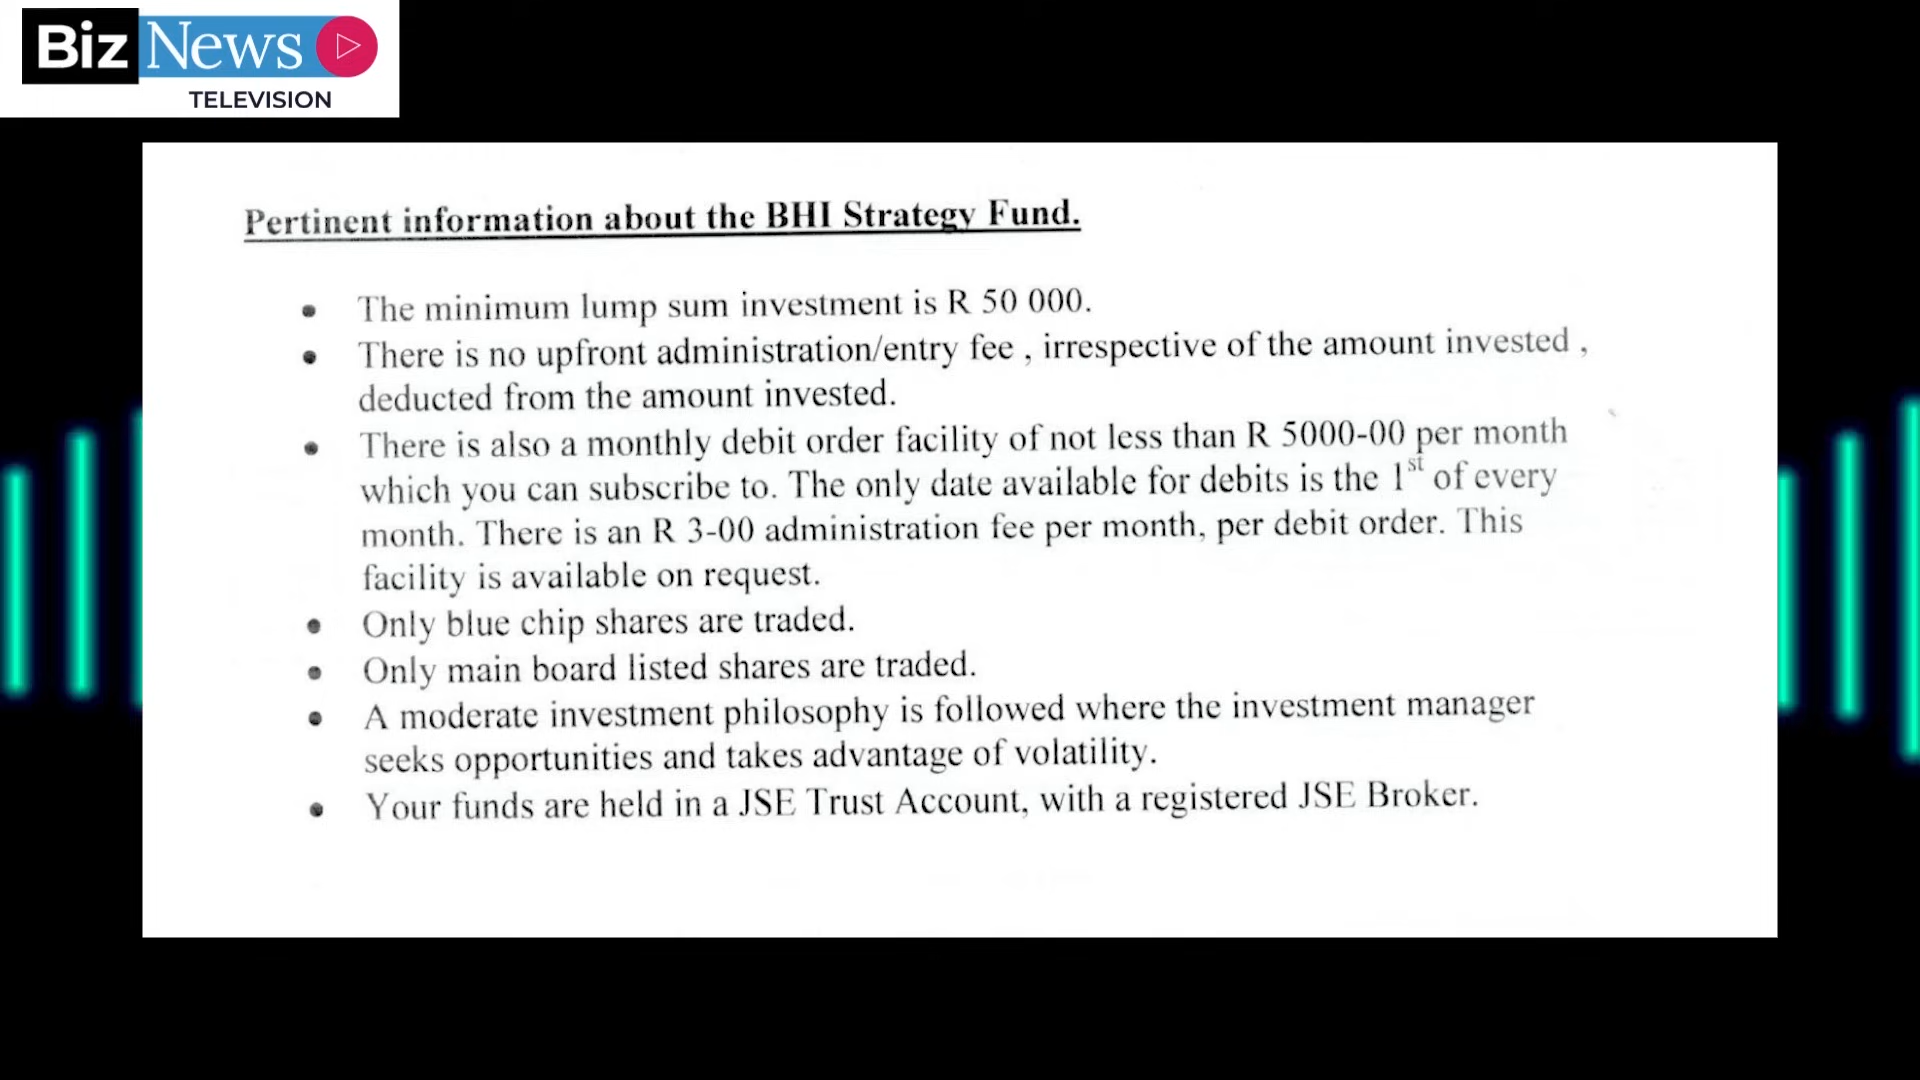 Biz News
TELEVISION
Pertinent information about the BHI Strategy Fund.
• The minimum lump sum investment is R 50 000.
• There is no upfront administration/entry fee , irrespective of the amount invested ,
deducted from the amount invested.
• There is also a monthly debit order facility of not less than R 5000-00 per month
which you can subscribe to. The only date available for debits is the 1st of every
month. There is an R 3-00 administration fee per month, per debit order. This
facility is available on request.
• Only blue chip shares are traded.
• Only main board listed shares are traded.
• A moderate investment philosophy is followed where the investment manager
seeks opportunities and takes advantage of volatility.
• Your funds are held in a JSE Trust Account, with a registered JSE Broker.